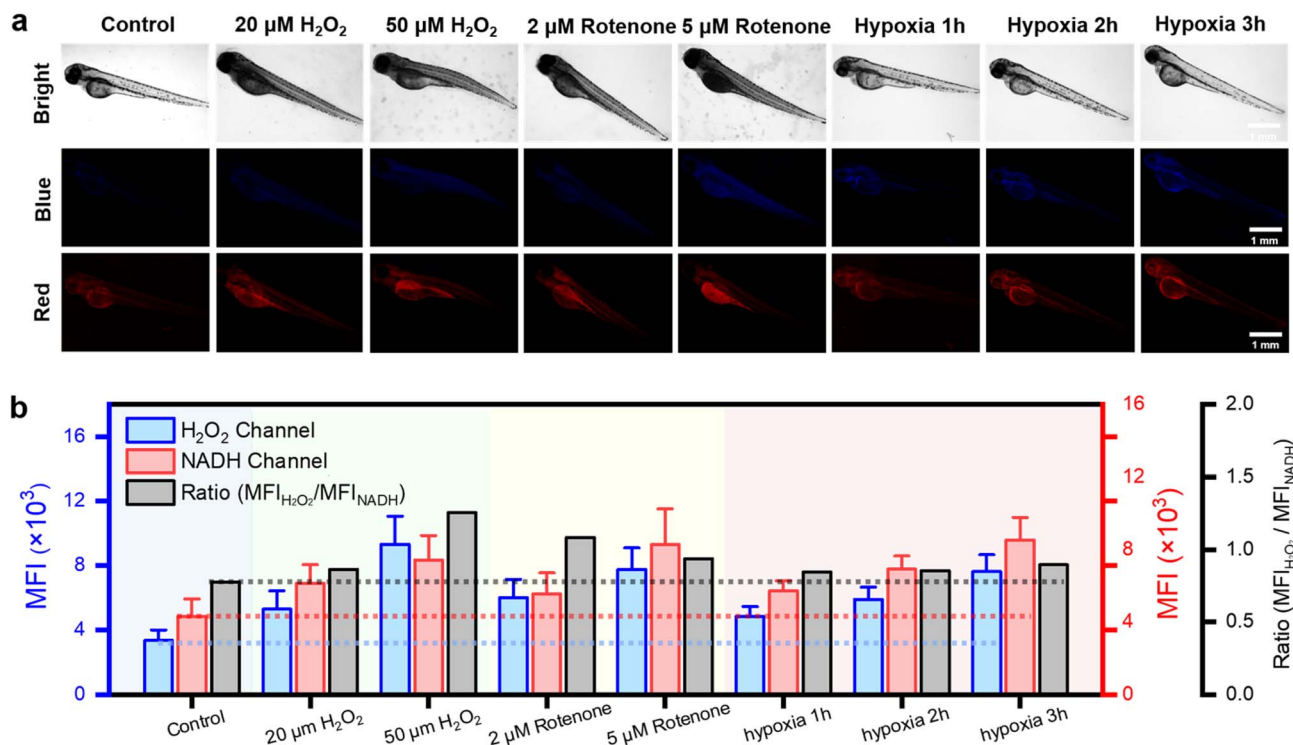 a
Control 20 µM H₂O₂ 50 µM H₂O₂ 2 µM Rotenone 5 µM Rotenone Hypoxia 1h Hypoxia 2h Hypoxia 3h
Bright
1 mm
Blue
1 mm
Red
1 mm
b
H₂O₂ Channel
NADH Channel
Ratio (MFI_H₂O₂/MFI_NADH)
MFI (×10³)
16
12
8
4
0
MFI (×10³)
16
12
8
4
0
Ratio (MFI_H₂O₂ / MFI_NADH)
2.0
1.5
1.0
0.5
0.0
Control
20 µm H₂O₂
50 µm H₂O₂
2 µM Rotenone
5 µM Rotenone
hypoxia 1h
hypoxia 2h
hypoxia 3h